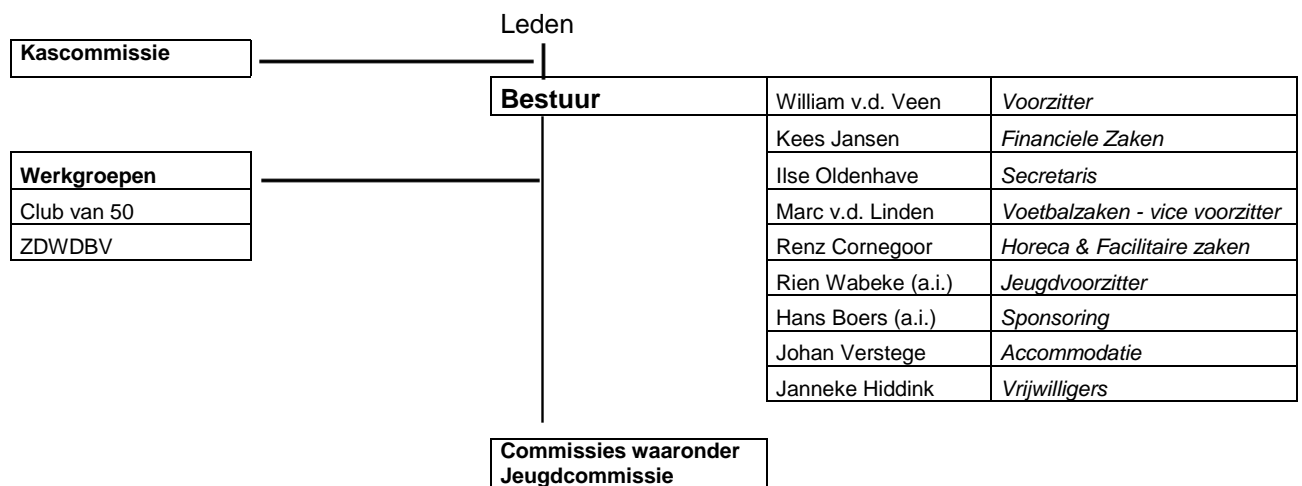 Leden
Kascommissie
Bestuur William v.d. Veen Voorzitter
Kees Jansen Financiele Zaken
Werkgroepen Ilse Oldenhave Secretaris
Club van 50 Marc v.d. Linden Voetbalzaken - vice voorzitter
ZDWDBV Renz Cornegoor Horeca & Facilitaire zaken
Rien Wabeke (a.i.) Jeugdvoorzitter
Hans Boers (a.i.) Sponsoring
Johan Verstege Accommodatie
Janneke Hiddink Vrijwilligers
Commissies waaronder
Jeugdcommissie